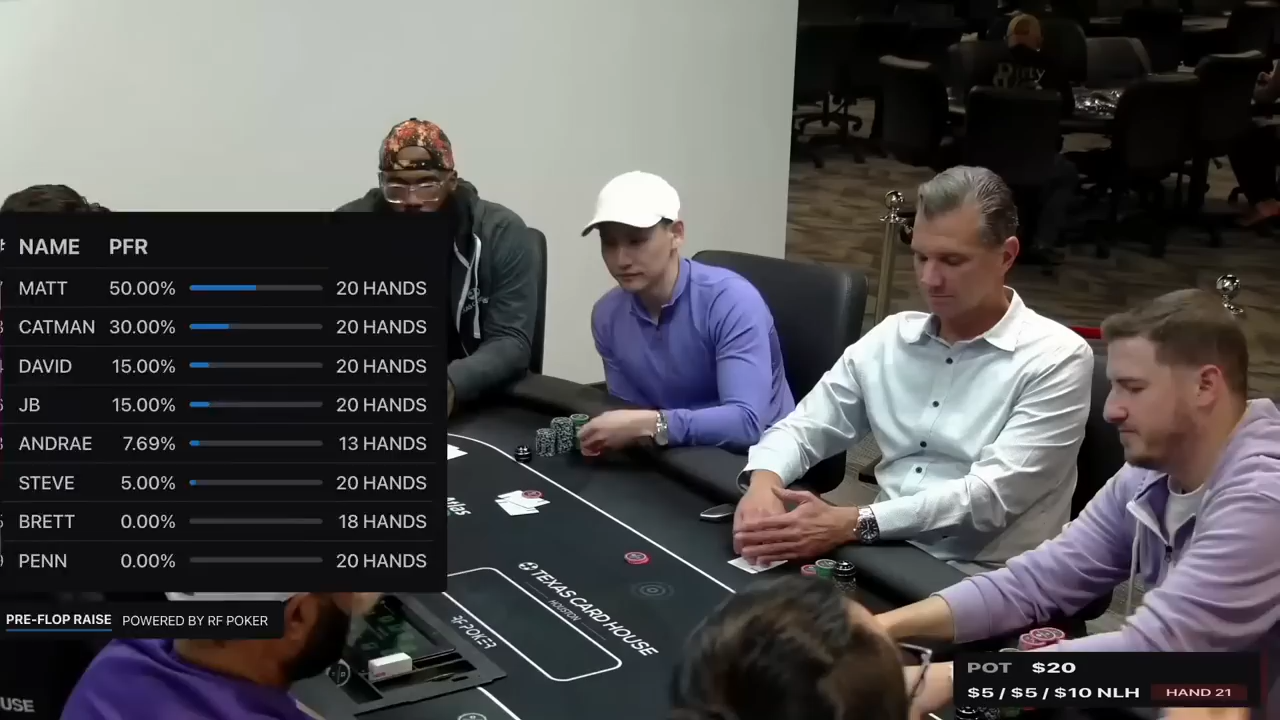 NAME PFR
MATT 50.00% 20 HANDS
CATMAN 30.00% 20 HANDS
DAVID 15.00% 20 HANDS
JB 15.00% 20 HANDS
ANDRAE 7.69% 13 HANDS
STEVE 5.00% 20 HANDS
BRETT 0.00% 18 HANDS
PENN 0.00% 20 HANDS
PRE-FLOP RAISE POWERED BY RF POKER
TEXAS CARD HOUSE
HOUSTON
RF.POKER
POT $20
$5 / $5 / $10 NLH HAND 21